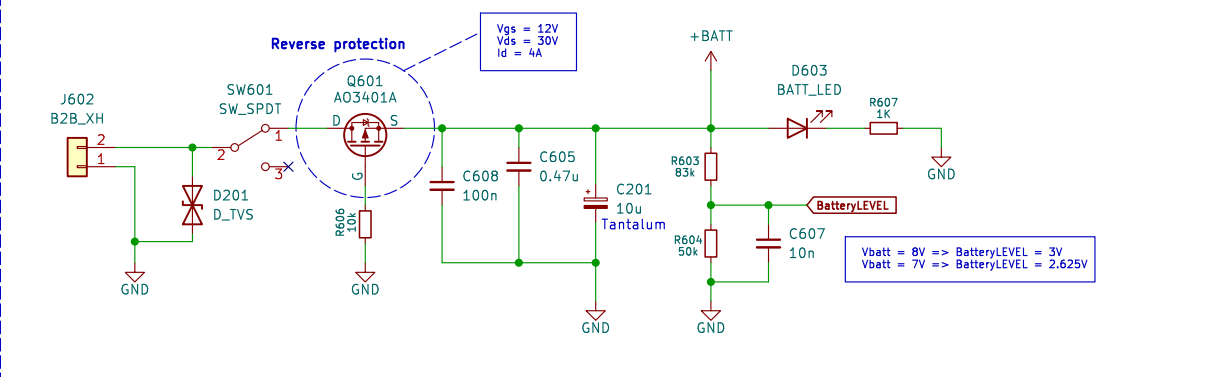 Reverse protection
Vgs = 12V
Vds = 30V
Id = 4A
+BATT
J602
B2B_XH
2
1
SW601
SW_SPDT
2
1
3
D201
D_TVS
GND
Q601
AO3401A
D
S
G
R606
10k
GND
C608
100n
C605
0.47u
+
C201
10u
Tantalum
GND
R603
83k
R604
50k
GND
BatteryLEVEL
C607
10n
D603
BATT_LED
R607
1K
GND
Vbatt = 8V => BatteryLEVEL = 3V
Vbatt = 7V => BatteryLEVEL = 2.625V